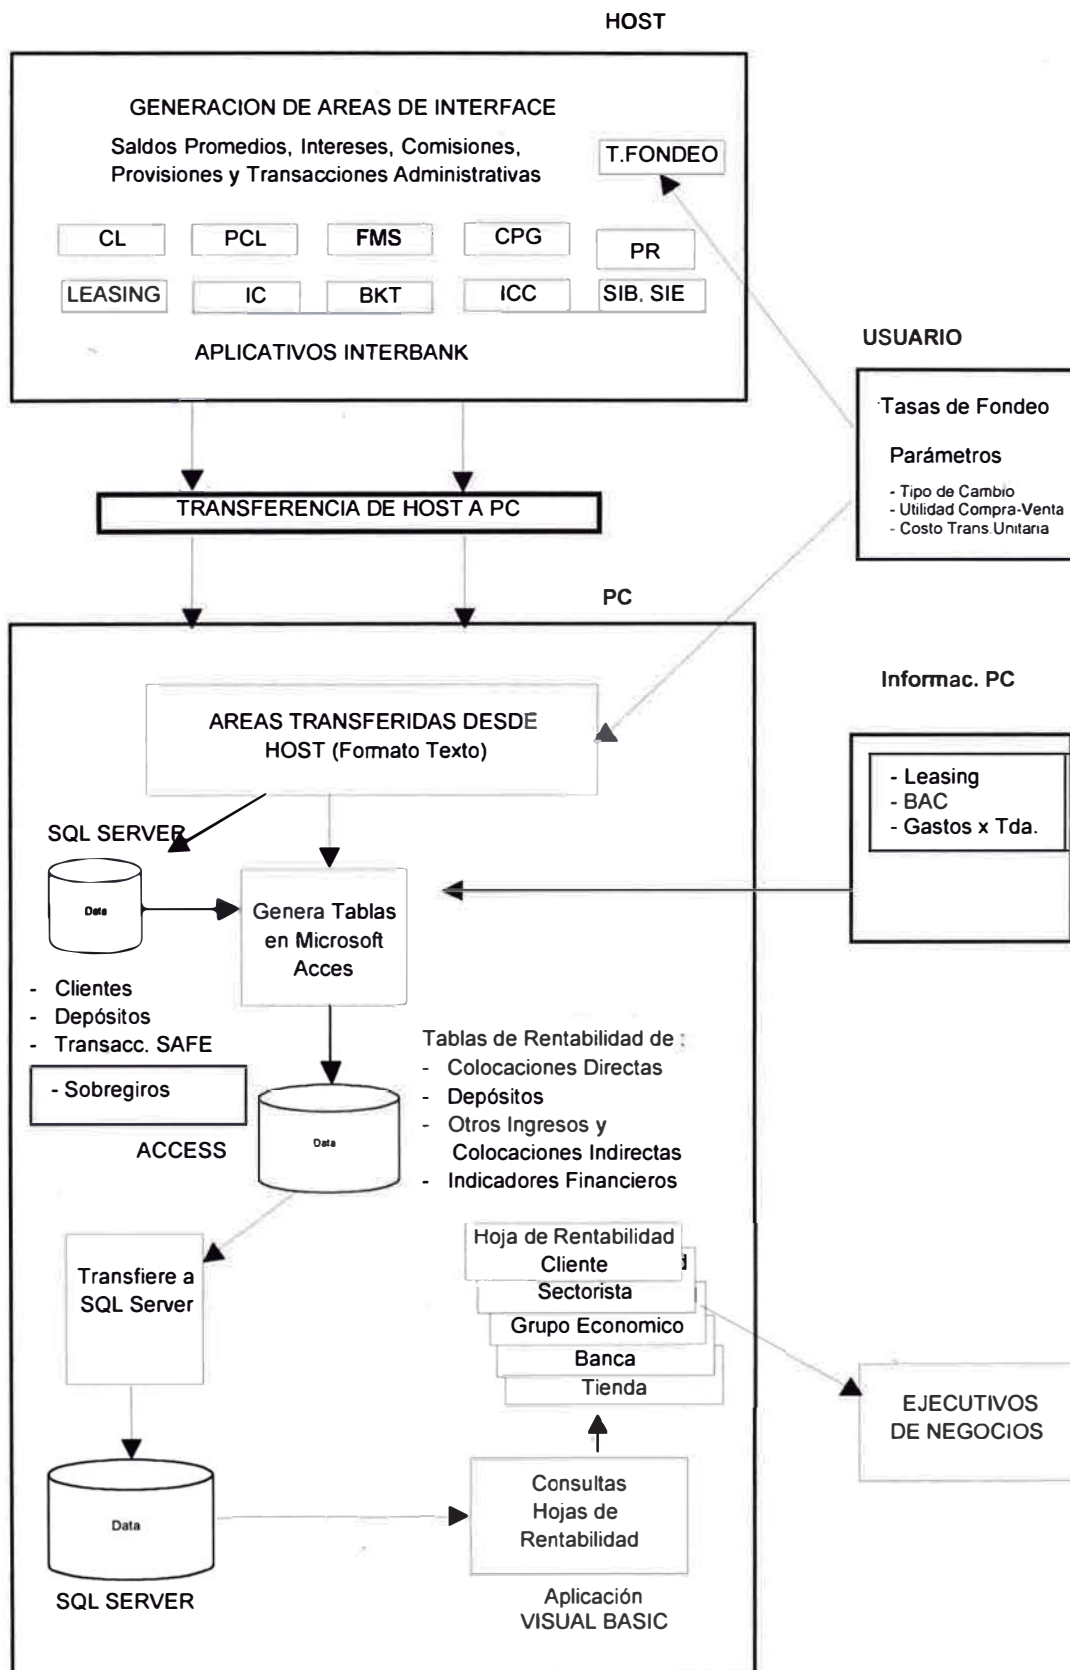 HOST
GENERACION DE AREAS DE INTERFACE
Saldos Promedios, Intereses, Comisiones,
Provisiones y Transacciones Administrativas
T.FONDEO
CL
PCL
FMS
CPG
PR
LEASING
IC
BKT
ICC
SIB, SIE
APLICATIVOS INTERBANK
USUARIO
Tasas de Fondeo
Parámetros
- Tipo de Cambio
- Utilidad Compra-Venta
- Costo Trans.Unitaria
TRANSFERENCIA DE HOST A PC
PC
AREAS TRANSFERIDAS DESDE
HOST (Formato Texto)
Informac. PC
- Leasing
- BAC
- Gastos x Tda.
SQL SERVER
Data
Genera Tablas
en Microsoft
Acces
- Clientes
- Depósitos
- Transacc. SAFE
- Sobregiros
ACCESS
Data
Tablas de Rentabilidad de :
- Colocaciones Directas
- Depósitos
- Otros Ingresos y
Colocaciones Indirectas
- Indicadores Financieros
Transfiere a
SQL Server
Hoja de Rentabilidad
Cliente
d
Sectorista
Grupo Economico
Banca
Tienda
EJECUTIVOS
DE NEGOCIOS
Data
SQL SERVER
Consultas
Hojas de
Rentabilidad
Aplicación
VISUAL BASIC